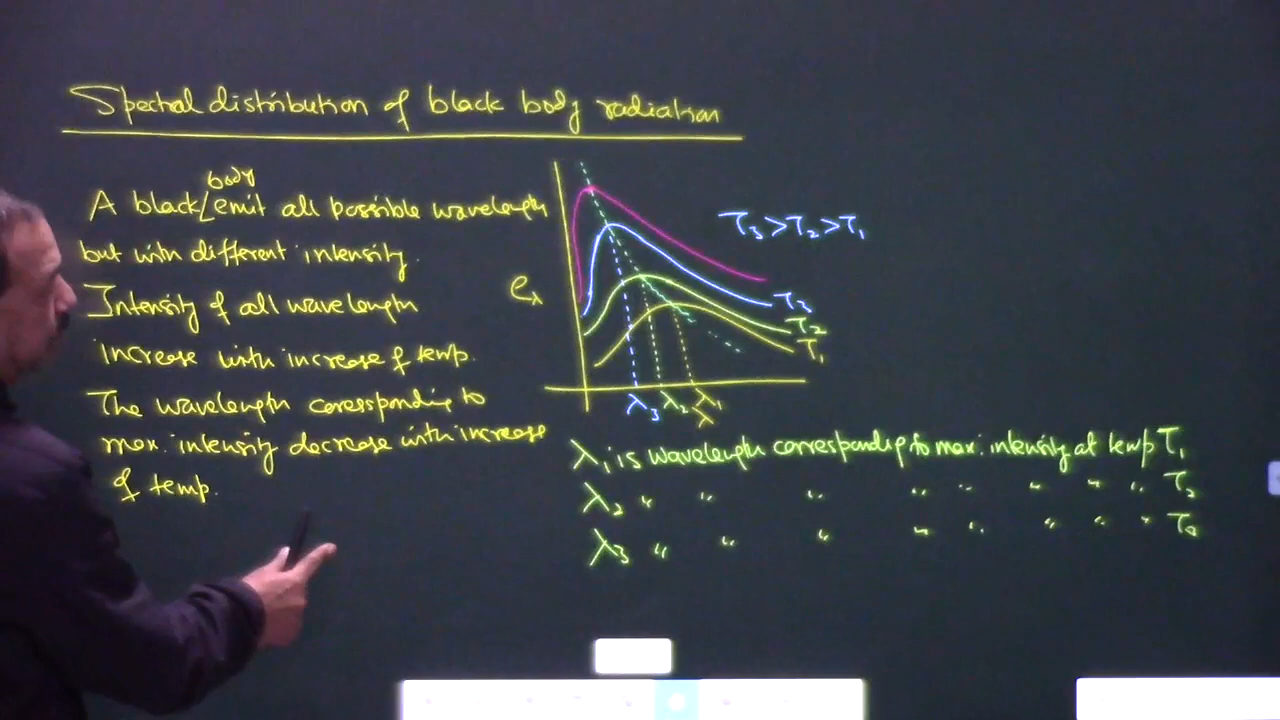 Spectral distribution of black body radiation
body
A black emit all possible wavelength
but with different intensity.
Intensity of all wavelength
increase with increase of temp.
The wavelength coressponding to
max. intensity decrease with increase
of temp.
T₃ > T₂ > T₁
eλ
T₃
T₂
T₁
λ₃ λ₂ λ₁
λ
λ₁ is wavelength corresponding to max. intensity at temp T₁
λ₂ " " " " " " " " T₂
λ₃ " " " " " " " " T₃